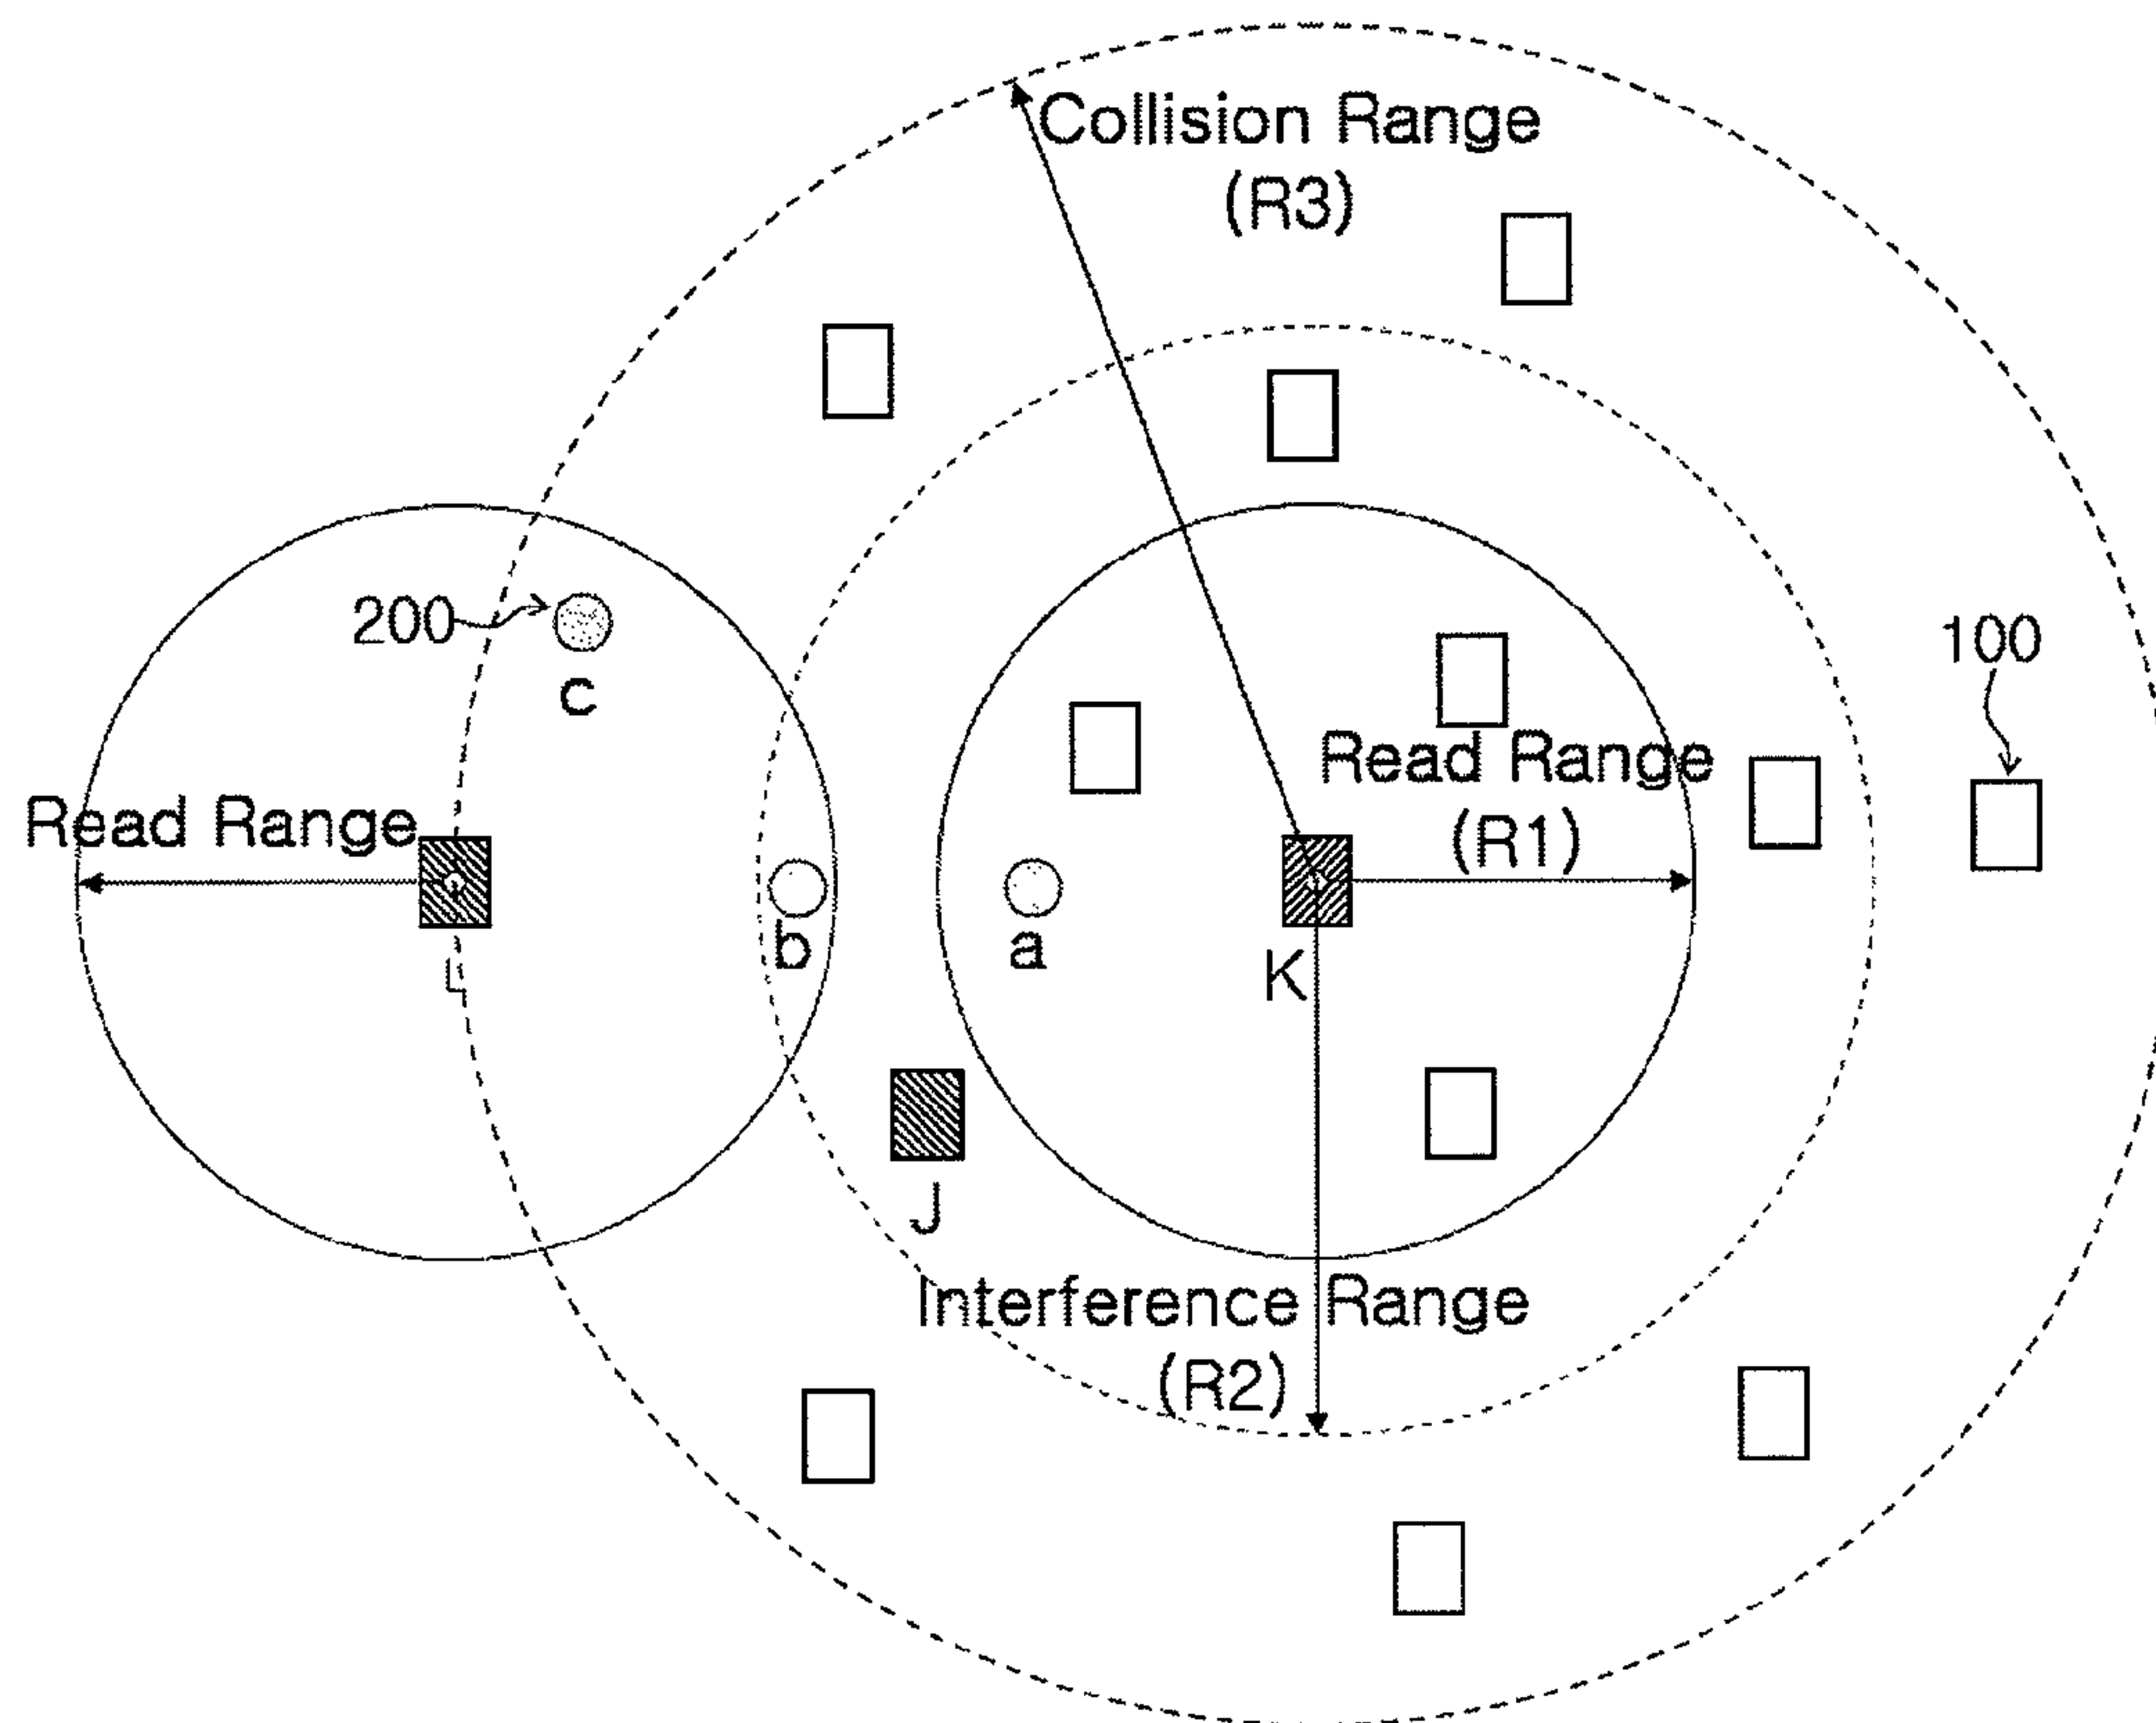 Collision Range
(R3)
200
c
100
Read Range
(R1)
Read Range
L
b
a
K
J
Interference Range
(R2)